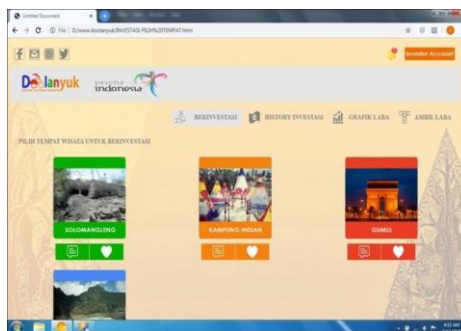 Untitled Document
Investor Account
Dolanyuk
pesona
indonesia
BERINVESTASI
HISTORY INVESTASI
GRAFIK LABA
AMBIL LABA
PILIH TEMPAT WISATA UNTUK BERINVESTASI
SOLOMANGLENG
KAMPUNG INDIAN
GUMUL